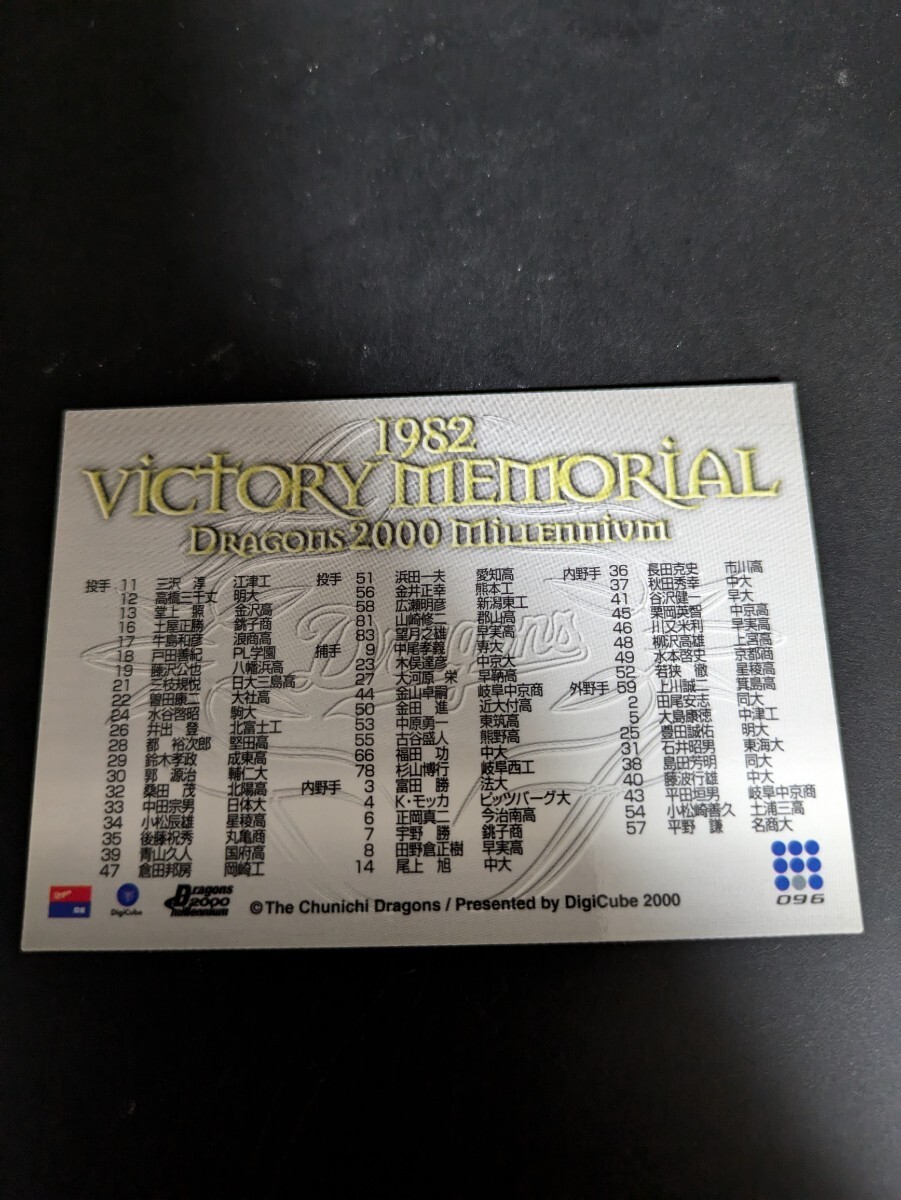 1982
VICTORY MEMORIAL
DRAGONS 2000 MILLENNIVM
投手 11 三沢 淳 江津工
12 高橋三千丈 明大
13 堂上 照 金沢高
16 土屋正勝 銚子商
17 牛島和彦 浪商高
18 戸田善紀 PL学園
19 藤沢公也 八幡浜高
21 三枝規悦 日大三島高
22 曽田康二 大社高
24 水谷啓昭 駒大
26 井出 登 北富士工
28 都 裕次郎 堅田高
29 鈴木孝政 成東高
30 郭 源治 輔仁大
32 桑田 茂 北陽高
33 中田宗男 日体大
34 小松辰雄 星稜高
35 後藤祝秀 丸亀商
39 青山久人 国府高
47 倉田邦房 岡崎工
投手 51 浜田一夫 愛知高
56 金井正幸 熊本工
58 広瀬明彦 新潟東工
81 山崎修二 郡山高
83 望月之雄 早実高
捕手 9 中尾孝義 専大
23 木俣達彦 中京大
27 大河原 栄 早鞆高
44 金山卓嗣 岐阜中京商
50 金田 進 近大付高
53 中原勇一 東筑高
55 古谷盛人 熊野高
66 福田 功 中大
78 杉山博行 岐阜西工
内野手 3 富田 勝 法大
4 K・モッカ ピッツバーグ大
6 正岡真二 今治南高
7 宇野 勝 銚子商
8 田野倉正樹 早実高
14 尾上 旭 中大
内野手 36 長田克史 市川高
37 秋田秀幸 中大
41 谷沢健一 早大
45 栗岡英智 中京高
46 川又米利 早実高
48 柳沢高雄 上宮高
49 水本啓史 京都商
52 若狭 徹 星稜高
59 上川誠二 箕島高
外野手 2 田尾安志 同大
5 大島康徳 中津工
25 豊田誠佑 明大
31 石井昭男 東海大
38 島田芳明 同大
40 藤波行雄 中大
43 平田恒男 岐阜中京商
54 小松崎善久 土浦三高
57 平野 謙 名商大
Dragons
DigiCube
Dragons 2000 millennium
©The Chunichi Dragons / Presented by DigiCube 2000
096